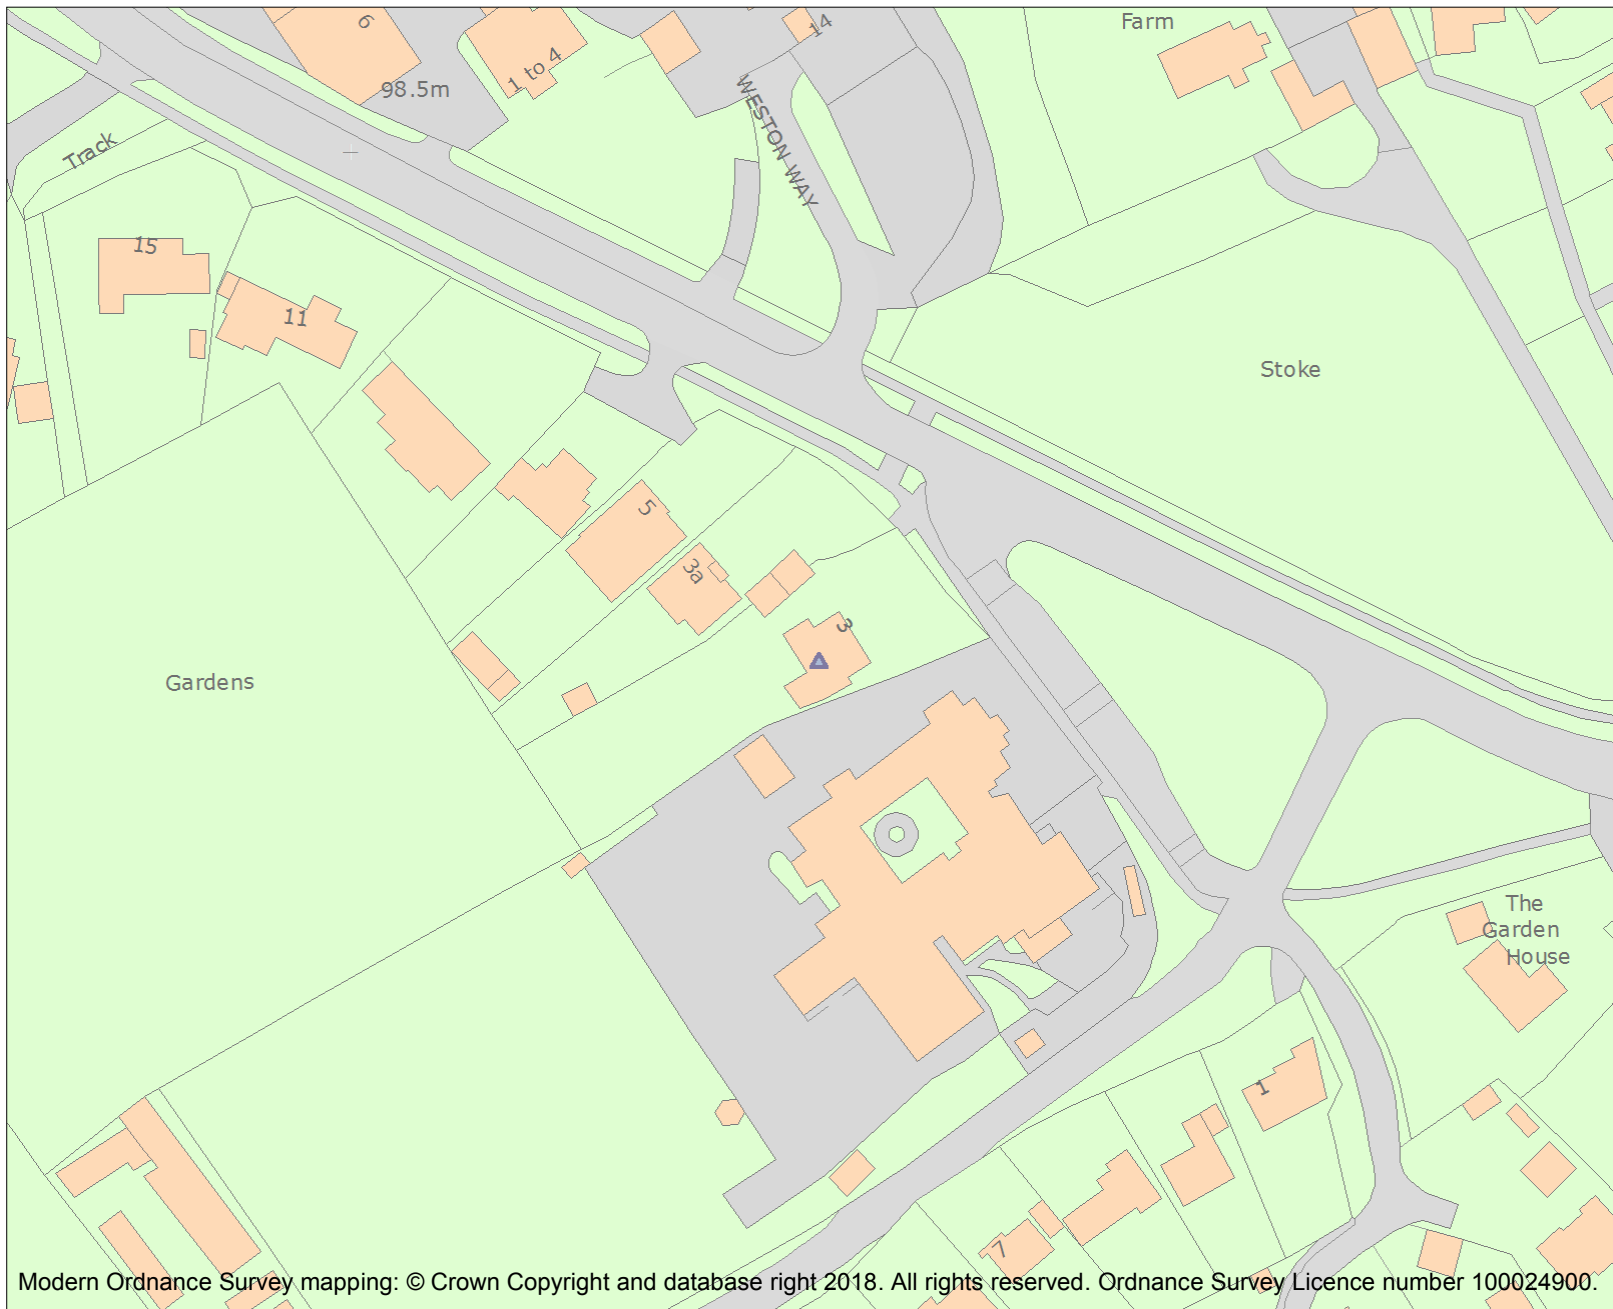 6
14
Farm
1 to 4
98.5m
WESTON WAY
Track
15
11
Stoke
5
3a
3
Gardens
The
Garden
House
1
7
Modern Ordnance Survey mapping: © Crown Copyright and database right 2018. All rights reserved. Ordnance Survey Licence number 100024900.